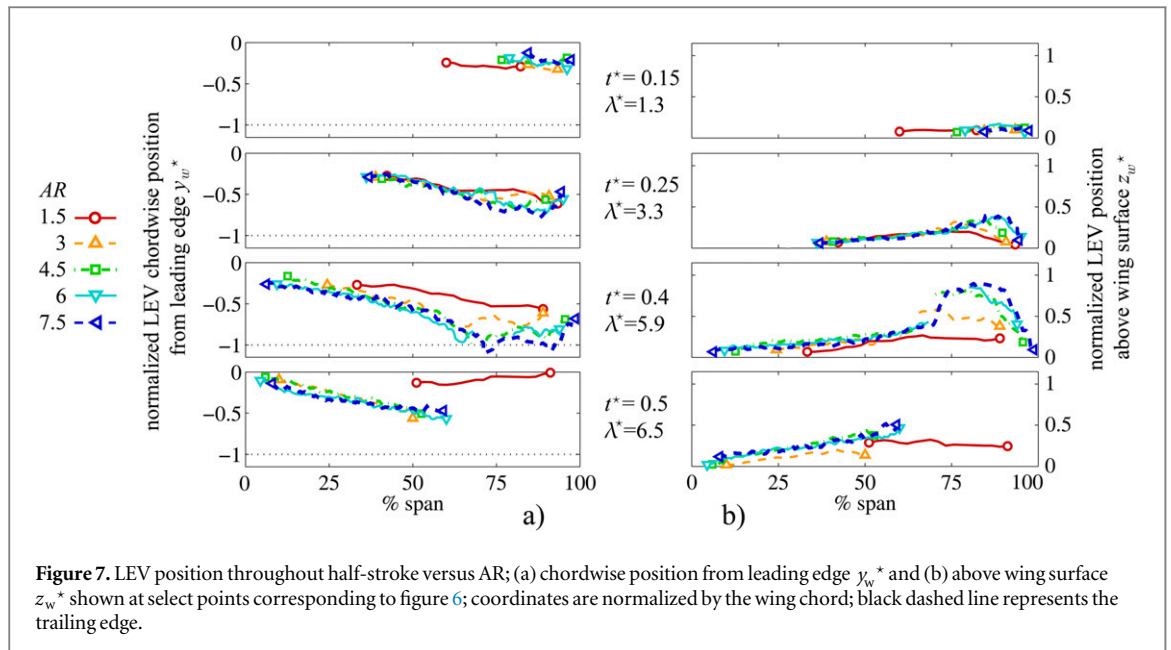 normalized LEV chordwise position
from leading edge y_w*
0
−0.5
−1
0
−0.5
−1
0
−0.5
−1
0
−0.5
−1
0
25
50
75
100
% span
a)
AR
1.5
3
4.5
6
7.5
t* = 0.15
λ*=1.3
t* = 0.25
λ*=3.3
t* = 0.4
λ*=5.9
t* = 0.5
λ*=6.5
1
0.5
0
1
0.5
0
1
0.5
0
1
0.5
0
0
25
50
75
100
% span
b)
normalized LEV position
above wing surface z_w*
Figure 7. LEV position throughout half-stroke versus AR; (a) chordwise position from leading edge y_w* and (b) above wing surface
z_w* shown at select points corresponding to figure 6; coordinates are normalized by the wing chord; black dashed line represents the
trailing edge.